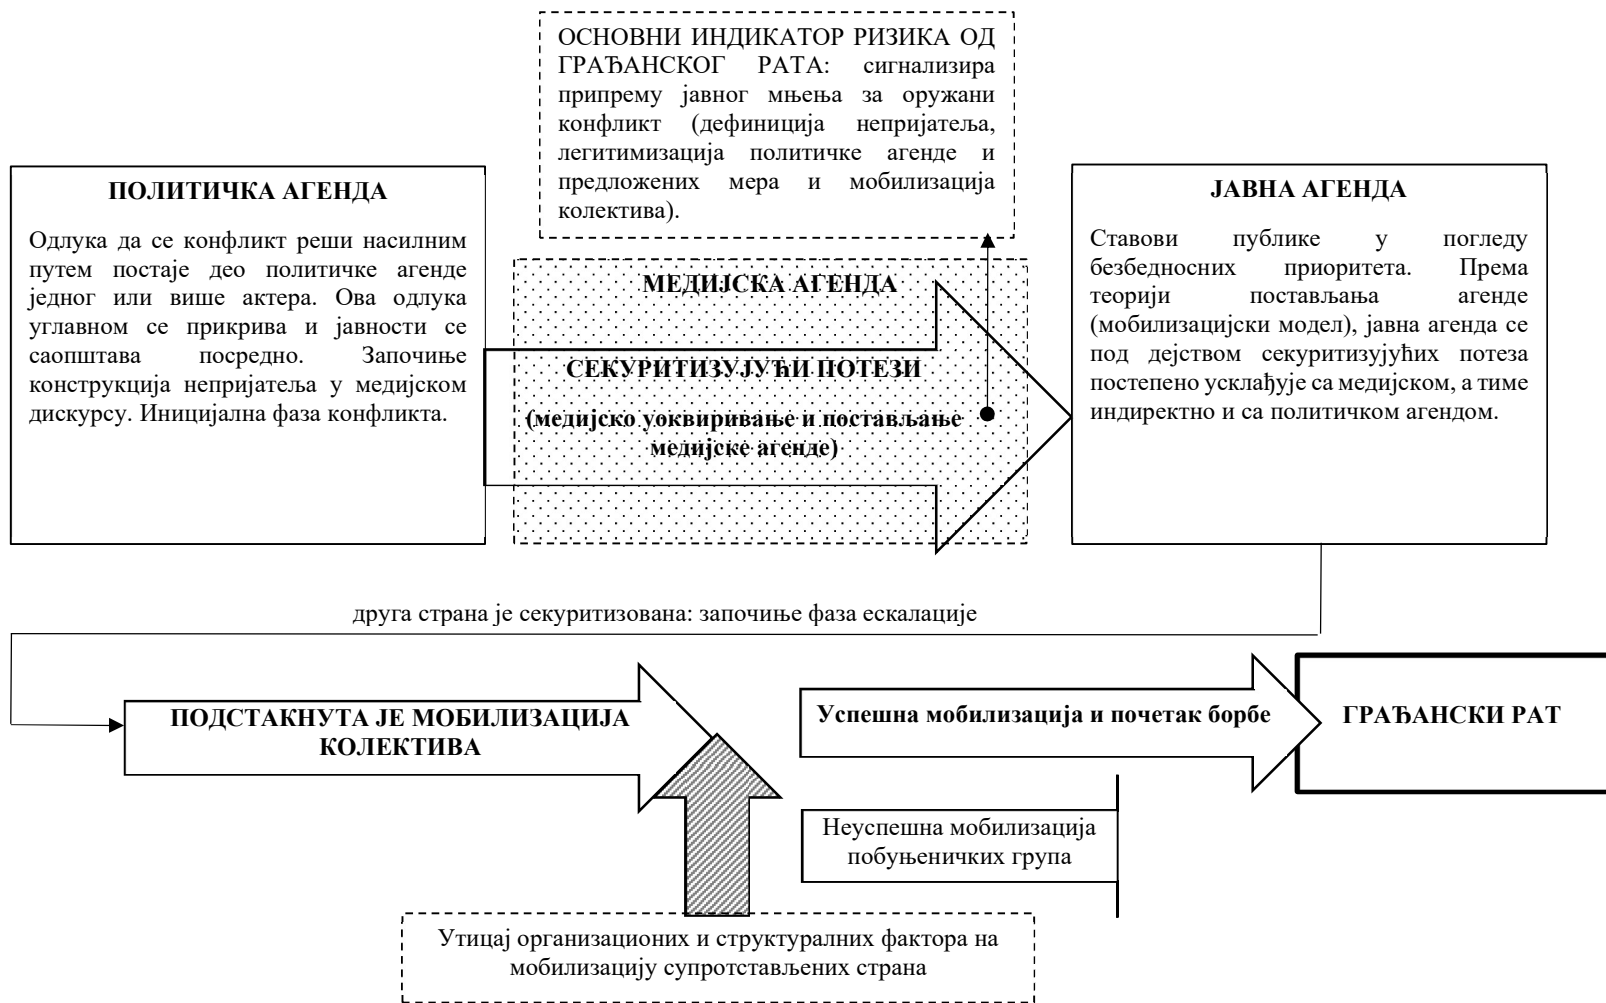 ОСНОВНИ ИНДИКАТОР РИЗИКА ОД
ГРАЂАНСКОГ РАТА: сигнализира
припрему јавног мњења за оружани
конфликт (дефиниција непријатеља,
легитимизација политичке агенде и
предложених мера и мобилизација
колектива).
ПОЛИТИЧКА АГЕНДА
Одлука да се конфликт реши насилним
путем постаје део политичке агенде
једног или више актера. Ова одлука
углавном се прикрива и јавности се
саопштава посредно. Започиње
конструкција непријатеља у медијском
дискурсу. Иницијална фаза конфликта.
МЕДИЈСКА АГЕНДА
СЕКУРИТИЗУЈУЋИ ПОТЕЗИ
(медијско уоквиривање и постављање
медијске агенде)
ЈАВНА АГЕНДА
Ставови публике у погледу
безбедносних приоритета. Према
теорији постављања агенде
(мобилизацијски модел), јавна агенда се
под дејством секуритизујућих потеза
постепено усклађује са медијском, а тиме
индиректно и са политичком агендом.
друга страна је секуритизована: започиње фаза ескалације
ПОДСТАКНУТА ЈЕ МОБИЛИЗАЦИЈА
КОЛЕКТИВА
Успешна мобилизација и почетак борбе
ГРАЂАНСКИ РАТ
Неуспешна мобилизација
побуњеничких група
Утицај организационих и структуралних фактора на
мобилизацију супротстављених страна